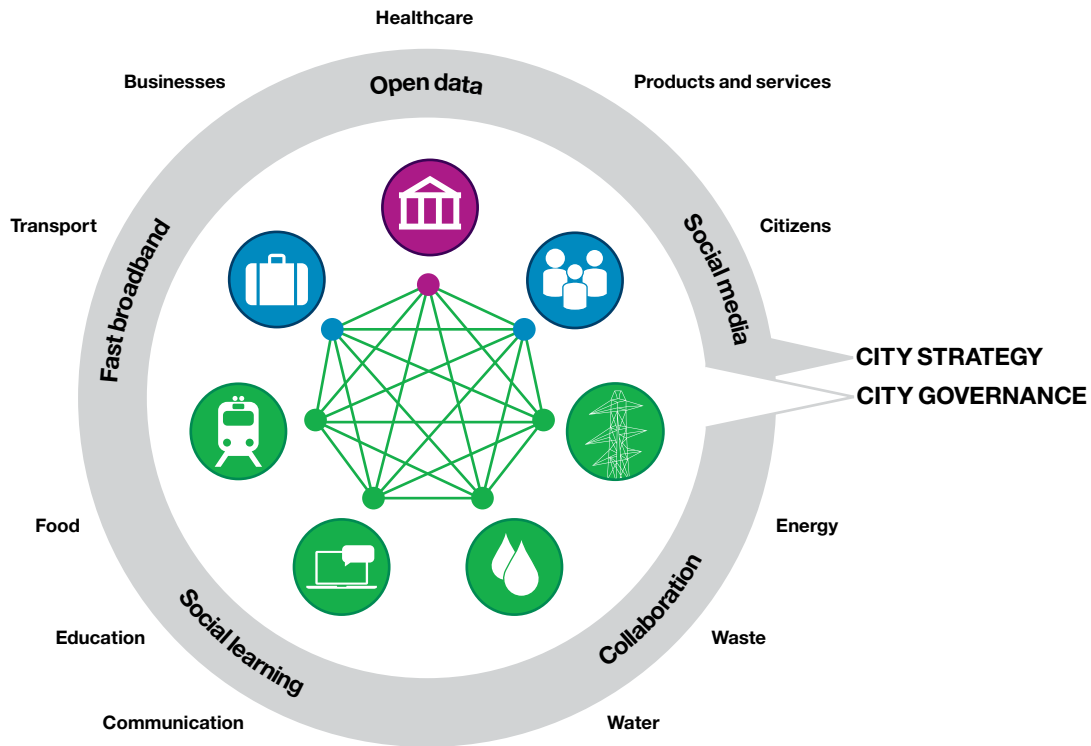 Healthcare
Businesses
Open data
Products and services
Transport
Fast broadband
Social media
Citizens
CITY STRATEGY
CITY GOVERNANCE
Food
Energy
Education
Social learning
Collaboration
Waste
Communication
Water